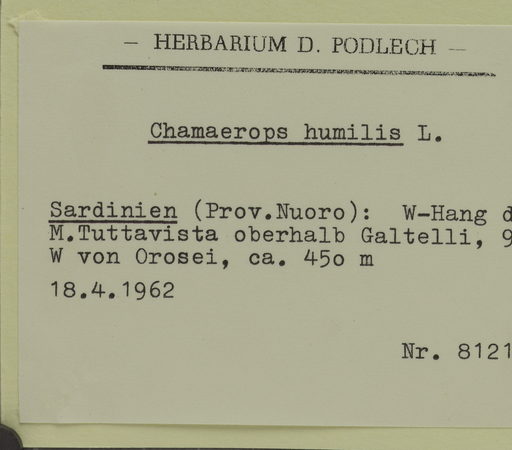 — HERBARIUM D. PODLECH —
Chamaerops humilis L.
Sardinien (Prov.Nuoro): W-Hang d
M.Tuttavista oberhalb Galtelli, 9
W von Orosei, ca. 45o m
18.4.1962
Nr. 8121